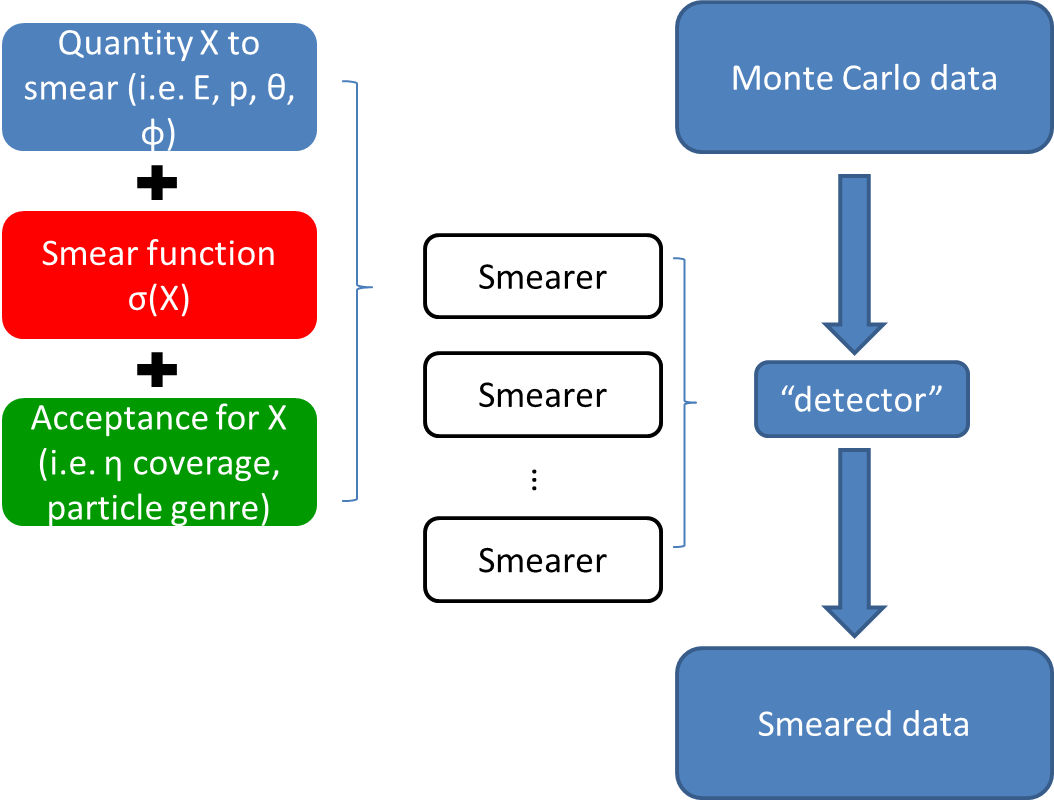 Quantity X to
smear (i.e. E, p, θ,
ϕ)
Smear function
σ(X)
Acceptance for X
(i.e. η coverage,
particle genre)
Smearer
Smearer
...
Smearer
Monte Carlo data
“detector”
Smeared data